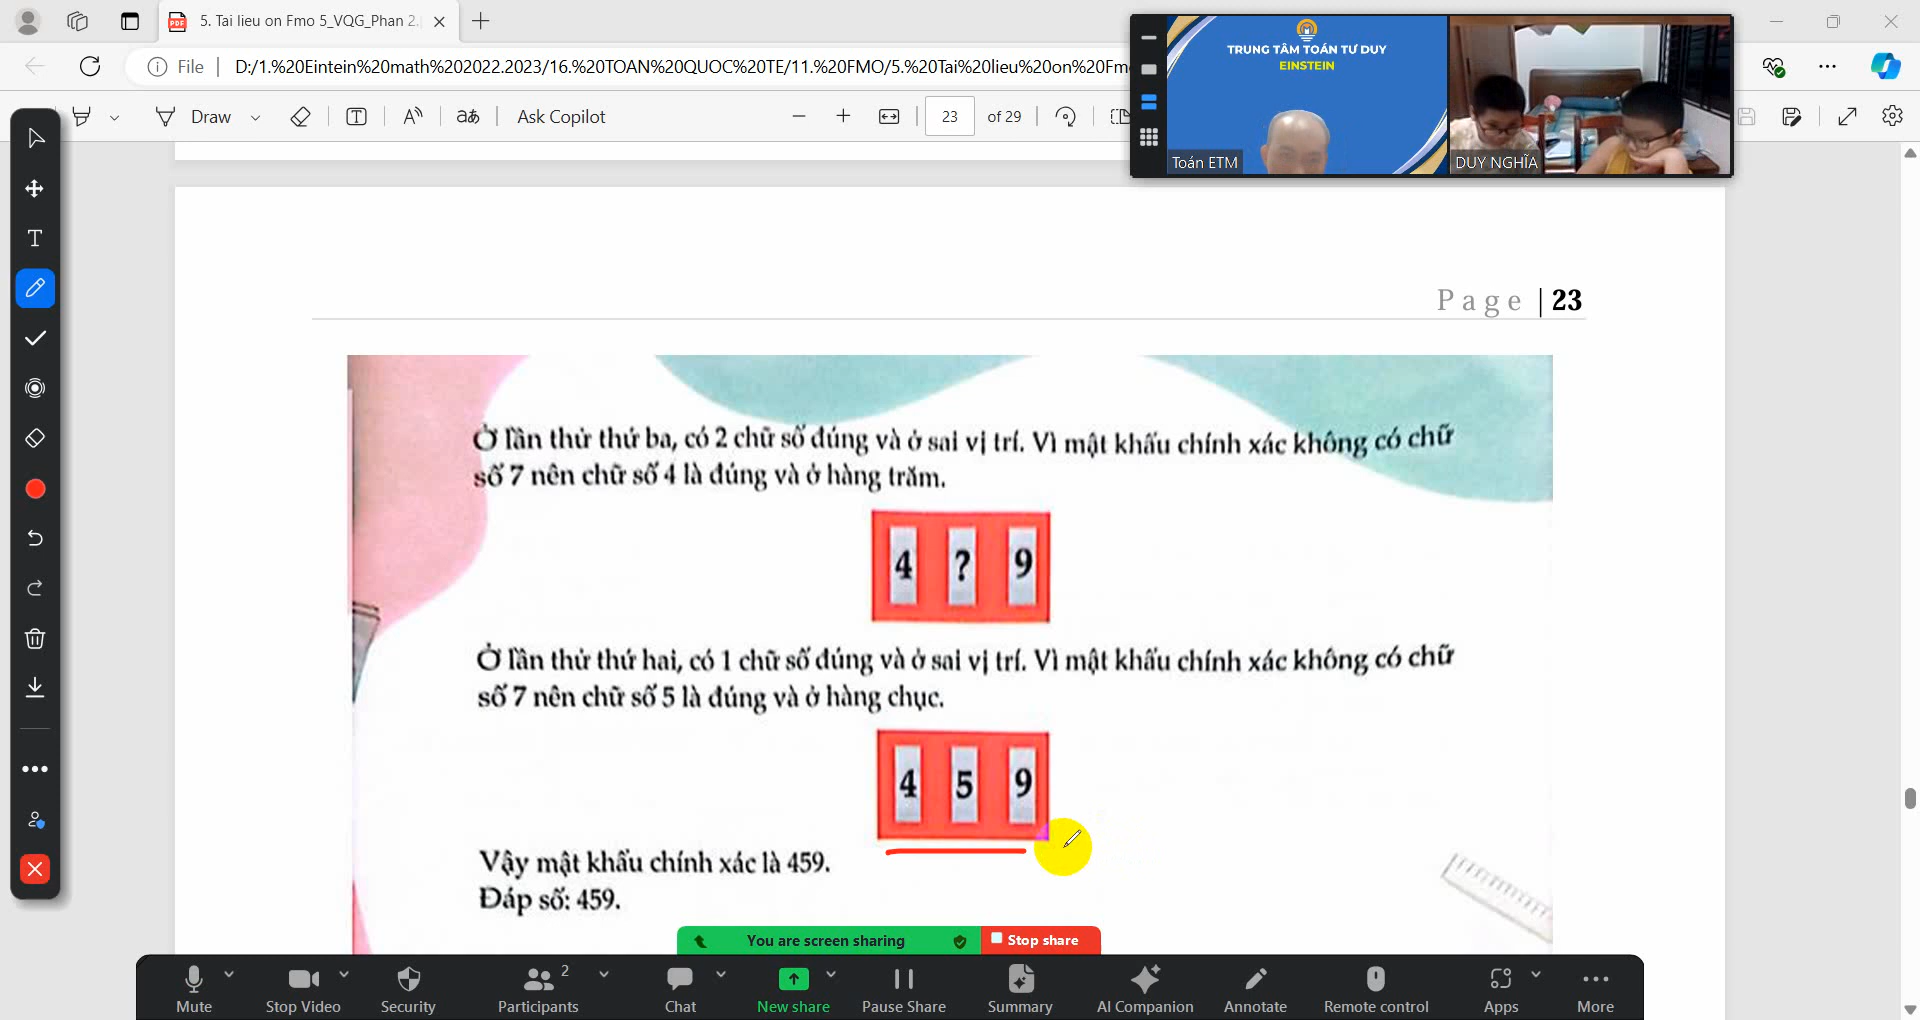 5. Tai lieu on Fmo 5_VQG_Phan 2.
File
D:/1.%20Eintein%20math%202022.2023/16.%20TOAN%20QUOC%20TE/11.%20FMO/5.%20Tai%20lieu%20on%20Fm
Draw
Ask Copilot
23
of 29
TRUNG TÂM TOÁN TƯ DUY
EINSTEIN
Toán ETM
DUY NGHĨA
Page | 23
Ở lần thử thứ ba, có 2 chữ số đúng và ở sai vị trí. Vì mật khẩu chính xác không có chữ
số 7 nên chữ số 4 là đúng và ở hàng trăm.
4 ? 9
Ở lần thử thứ hai, có 1 chữ số đúng và ở sai vị trí. Vì mật khẩu chính xác không có chữ
số 7 nên chữ số 5 là đúng và ở hàng chục.
4 5 9
Vậy mật khẩu chính xác là 459.
Đáp số: 459.
You are screen sharing
Stop share
Mute
Stop Video
Security
Participants
2
Chat
New share
Pause Share
Summary
AI Companion
Annotate
Remote control
Apps
More